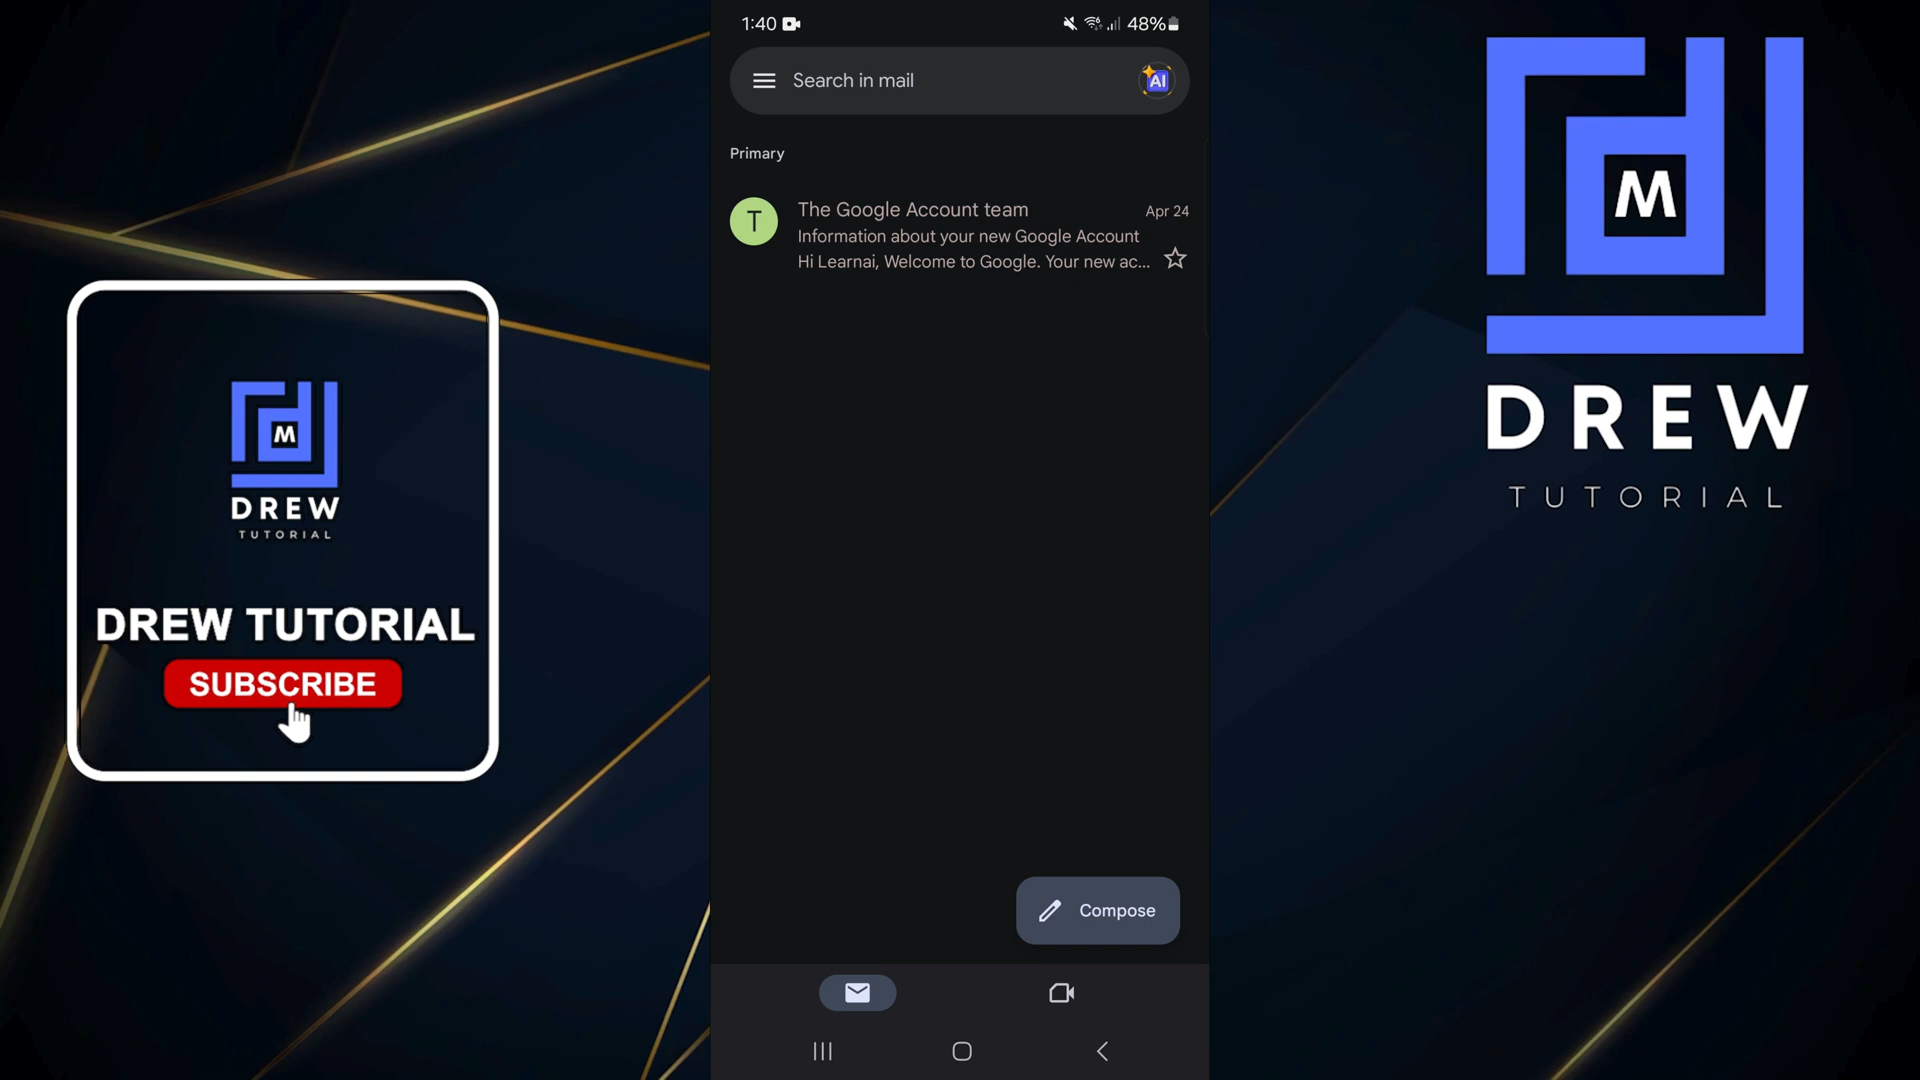 1:40
48%
Search in mail
AI
Primary
T
The Google Account team
Apr 24
Information about your new Google Account
Hi Learnai, Welcome to Google. Your new ac...
Compose
M
DREW
TUTORIAL
DREW TUTORIAL
SUBSCRIBE
M
DREW
TUTORIAL